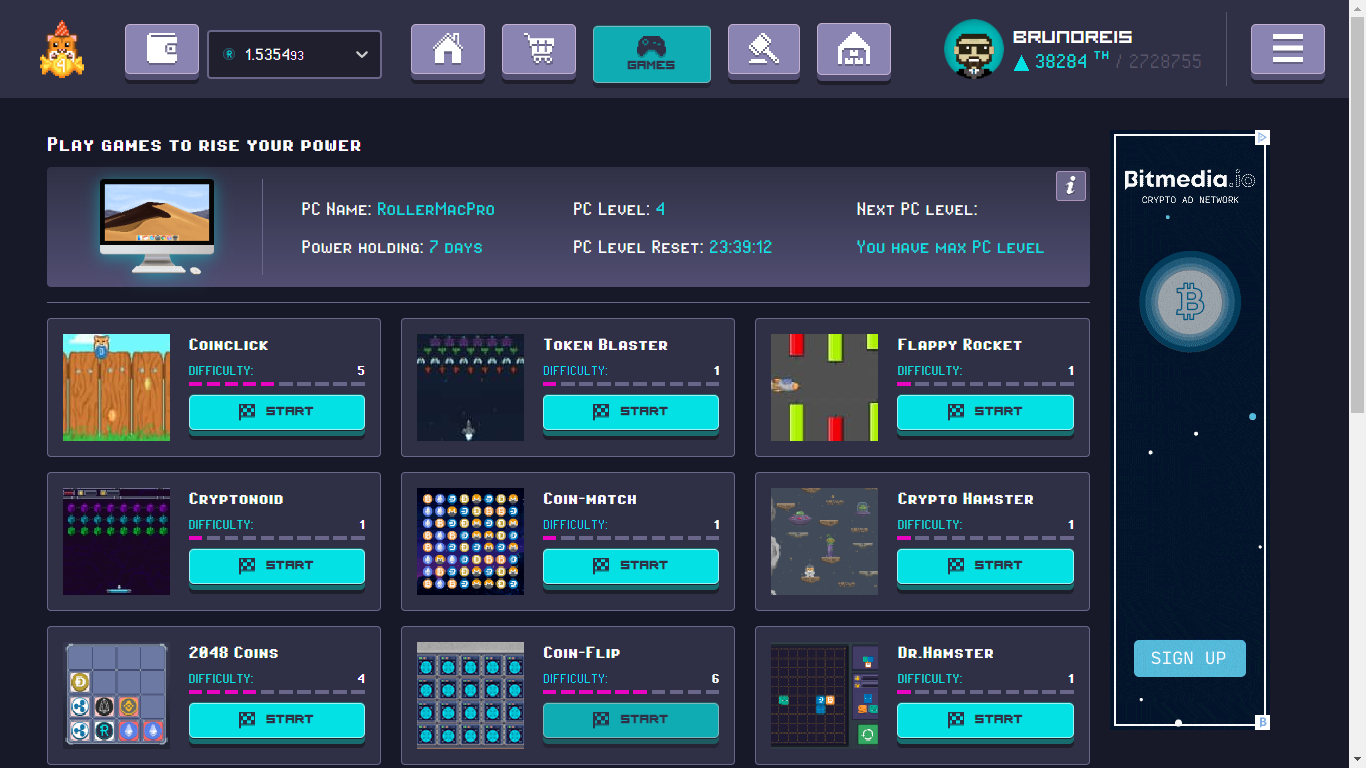 1.535493
GAMES
BRUNOREIS
38284 TH / 2728755
Play games to rise your power
PC Name: RollerMacPro
PC Level: 4
Next PC level:
Power holding: 7 days
PC Level Reset: 23:39:12
You have max PC level
i
Coinclick
Difficulty: 5
START
Token Blaster
Difficulty: 1
START
Flappy Rocket
Difficulty: 1
START
Cryptonoid
Difficulty: 1
START
Coin-match
Difficulty: 1
START
Crypto Hamster
Difficulty: 1
START
2048 Coins
Difficulty: 4
START
Coin-Flip
Difficulty: 6
START
Dr.Hamster
Difficulty: 1
START
Bitmedia.io
CRYPTO AD NETWORK
SIGN UP